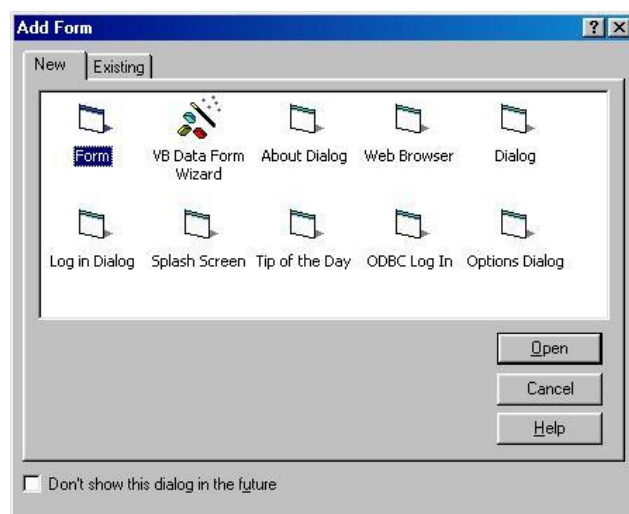 Add Form
New Existing
Form VB Data Form Wizard About Dialog Web Browser Dialog
Log in Dialog Splash Screen Tip of the Day ODBC Log In Options Dialog
Open
Cancel
Help
Don't show this dialog in the future